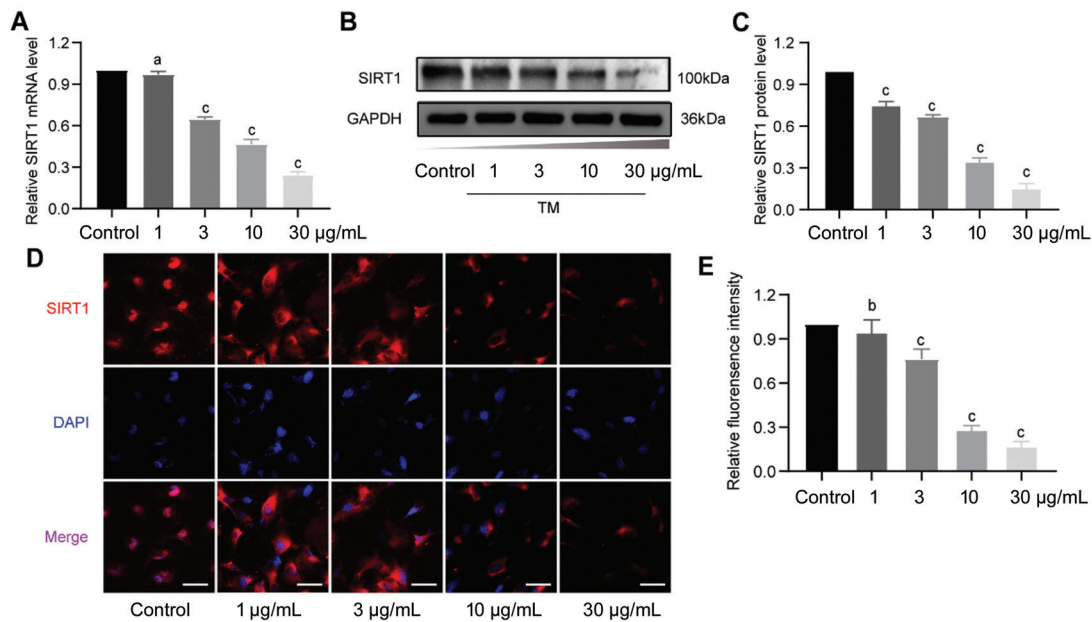 A
Relative SIRT1 mRNA level
1.2
0.9
0.6
0.3
0.0
a
c
c
c
Control 1 3 10 30 µg/mL
B
SIRT1
100kDa
GAPDH
36kDa
Control 1 3 10 30 µg/mL
TM
C
Relative SIRT1 protein level
1.2
0.9
0.6
0.3
0.0
c
c
c
c
Control 1 3 10 30 µg/mL
D
SIRT1
DAPI
Merge
Control 1 µg/mL 3 µg/mL 10 µg/mL 30 µg/mL
E
Relative fluorensence intensity
1.2
0.9
0.6
0.3
0.0
b
c
c
c
Control 1 3 10 30 µg/mL